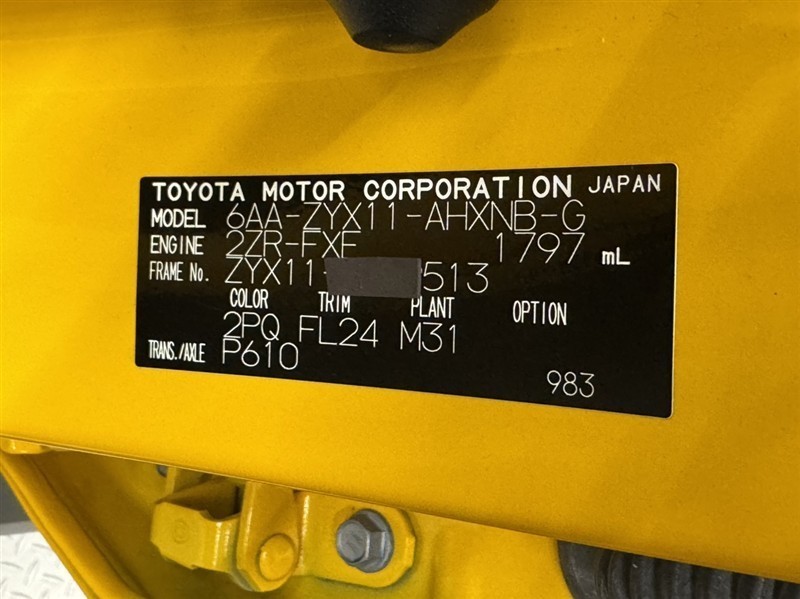 TOYOTA MOTOR CORPORATION JAPAN
MODEL 6AA-ZYX11-AHXNB-G
ENGINE 2ZR-FXE 1797 mL
FRAME No. ZYX11- 513
COLOR TRIM PLANT OPTION
2PQ FL24 M31
TRANS./AXLE P610
983